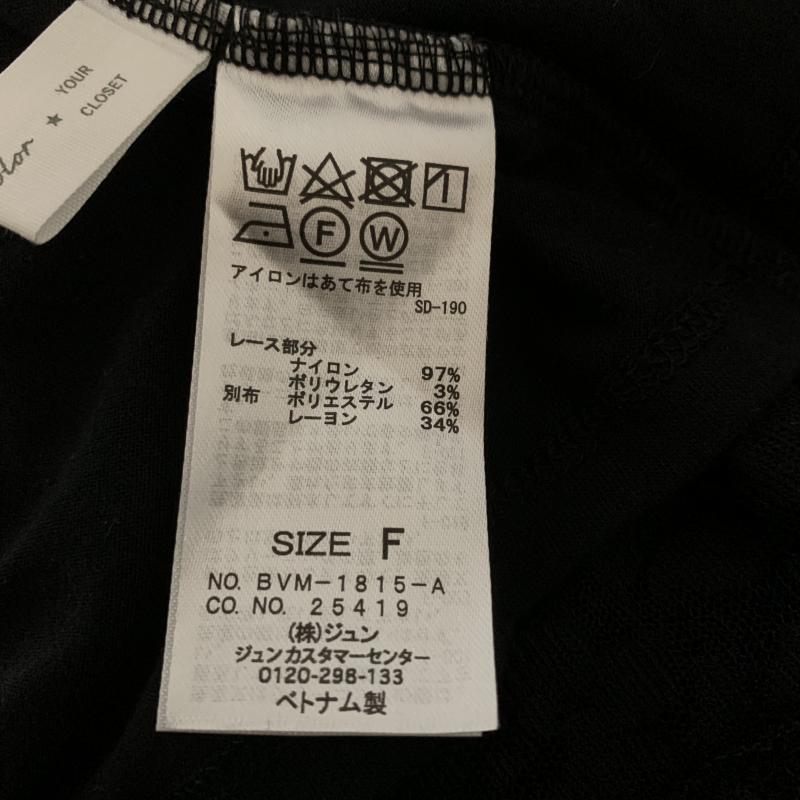 YOUR
CLOSET
F
W
アイロンはあて布を使用
SD-190
レース部分
ナイロン 97%
ポリウレタン 3%
別布 ポリエステル 66%
レーヨン 34%
SIZE F
NO. BVM-1815-A
CO. NO. 25419
(株)ジュン
ジュンカスタマーセンター
0120-298-133
ベトナム製